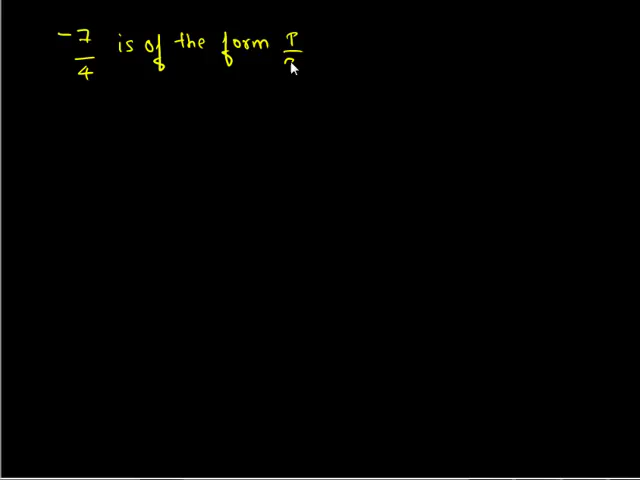 -7/4 is of the form P/